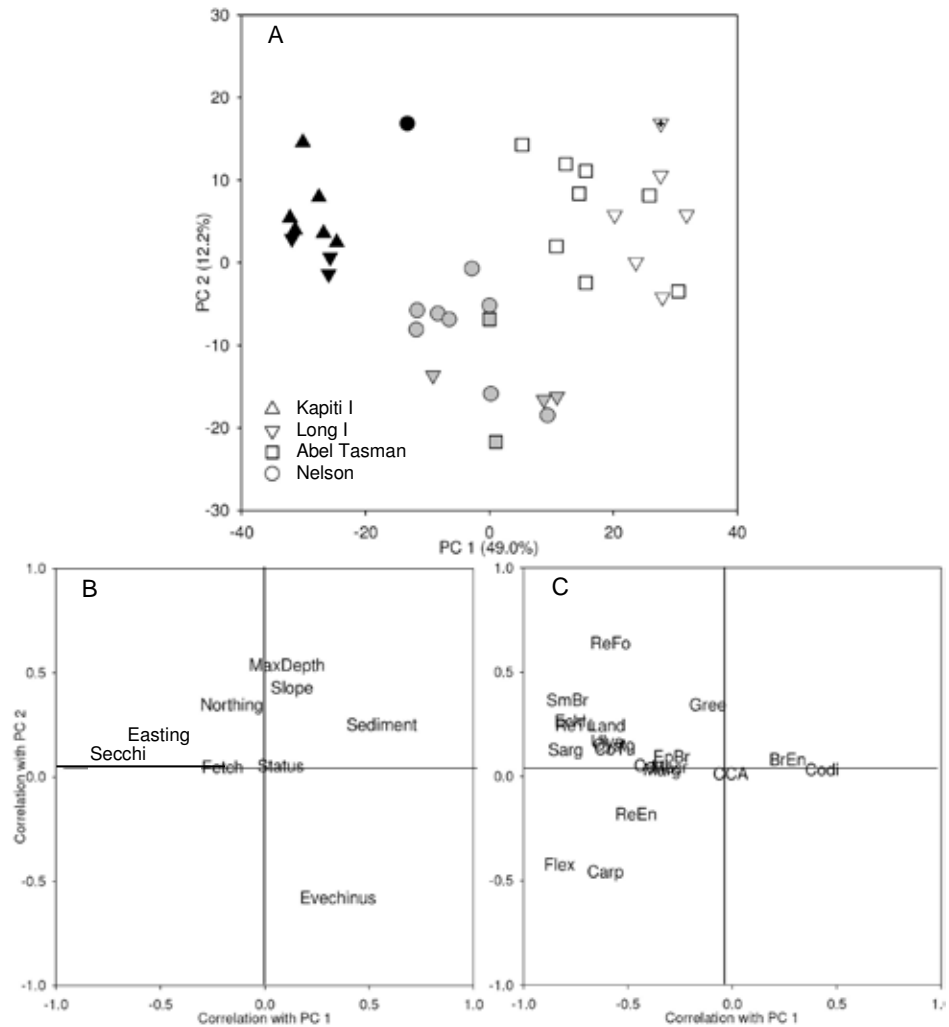 A
30
20
10
0
-10
-20
-30
PC 2 (12.2%)
Kapiti I
Long I
Abel Tasman
Nelson
-40
-20
0
20
40
PC 1 (49.0%)
B
1.0
0.5
0.0
-0.5
-1.0
Correlation with PC 2
MaxDepth
Slope
Northing
Sediment
Easting
Secchi
Fetch
Status
Evechinus
-1.0
-0.5
0.0
0.5
1.0
Correlation with PC 1
C
1.0
0.5
0.0
-0.5
-1.0
ReFo
SmBr
Gree
Land
Sarg
EpBr
BrEn
Codi
CCA
ReEn
Flex
Carp
-1.0
-0.5
0.0
0.5
1.
Correlation with PC 1